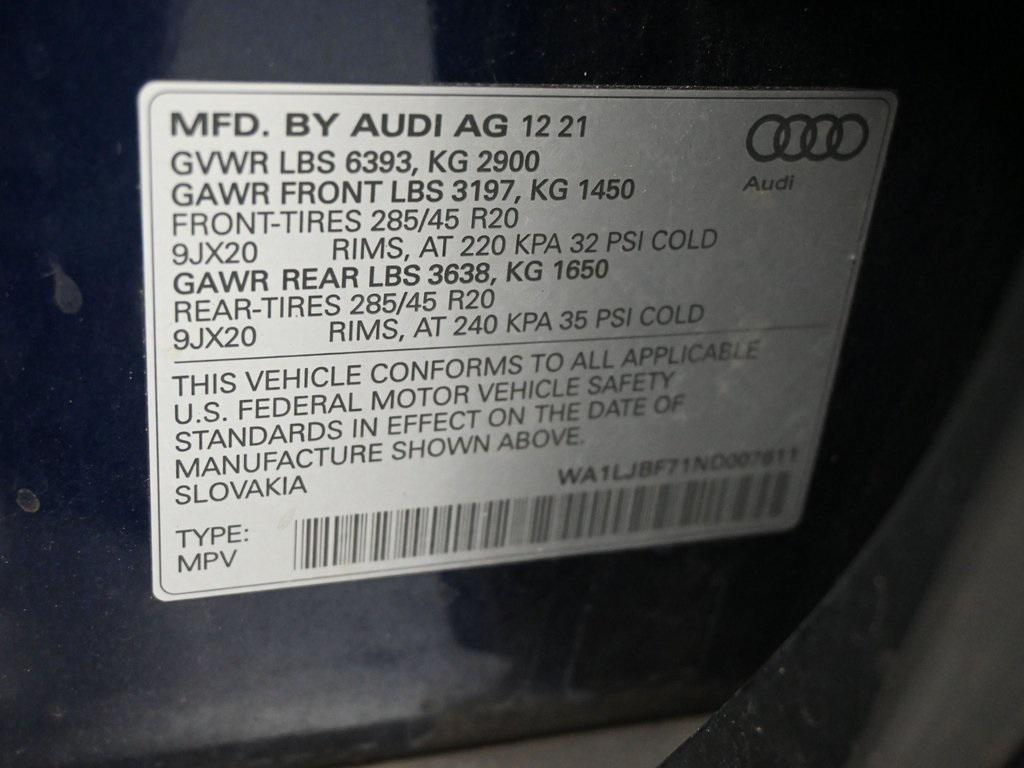 MFD. BY AUDI AG 12 21
Audi
GVWR LBS 6393, KG 2900
GAWR FRONT LBS 3197, KG 1450
FRONT-TIRES 285/45 R20
9JX20 RIMS, AT 220 KPA 32 PSI COLD
GAWR REAR LBS 3638, KG 1650
REAR-TIRES 285/45 R20
9JX20 RIMS, AT 240 KPA 35 PSI COLD
THIS VEHICLE CONFORMS TO ALL APPLICABLE
U.S. FEDERAL MOTOR VEHICLE SAFETY
STANDARDS IN EFFECT ON THE DATE OF
MANUFACTURE SHOWN ABOVE.
SLOVAKIA WA1LJBF71ND007611
TYPE:
MPV